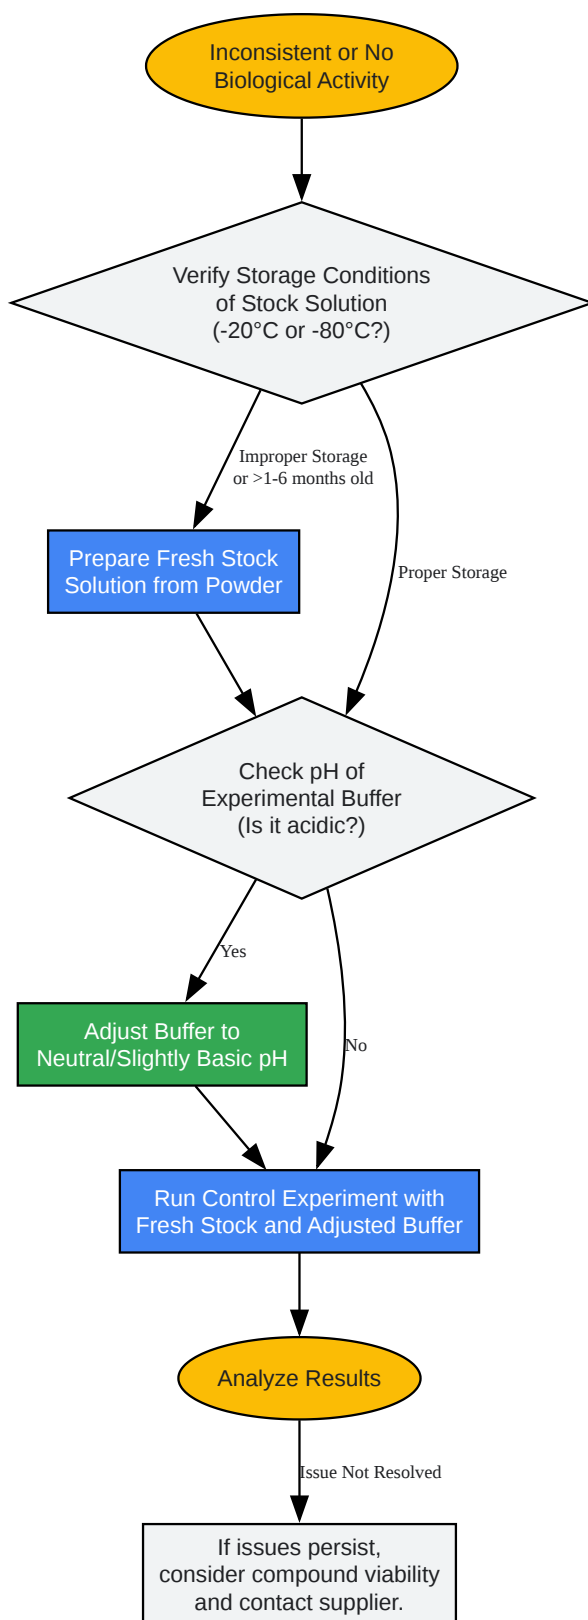 Inconsistent or No
Biological Activity
Verify Storage Conditions
of Stock Solution
(-20°C or -80°C?)
Improper Storage
or >1-6 months old
Prepare Fresh Stock
Solution from Powder
Proper Storage
Check pH of
Experimental Buffer
(Is it acidic?)
Yes
Adjust Buffer to
Neutral/Slightly Basic pH
No
Run Control Experiment with
Fresh Stock and Adjusted Buffer
Analyze Results
Issue Not Resolved
If issues persist,
consider compound viability
and contact supplier.